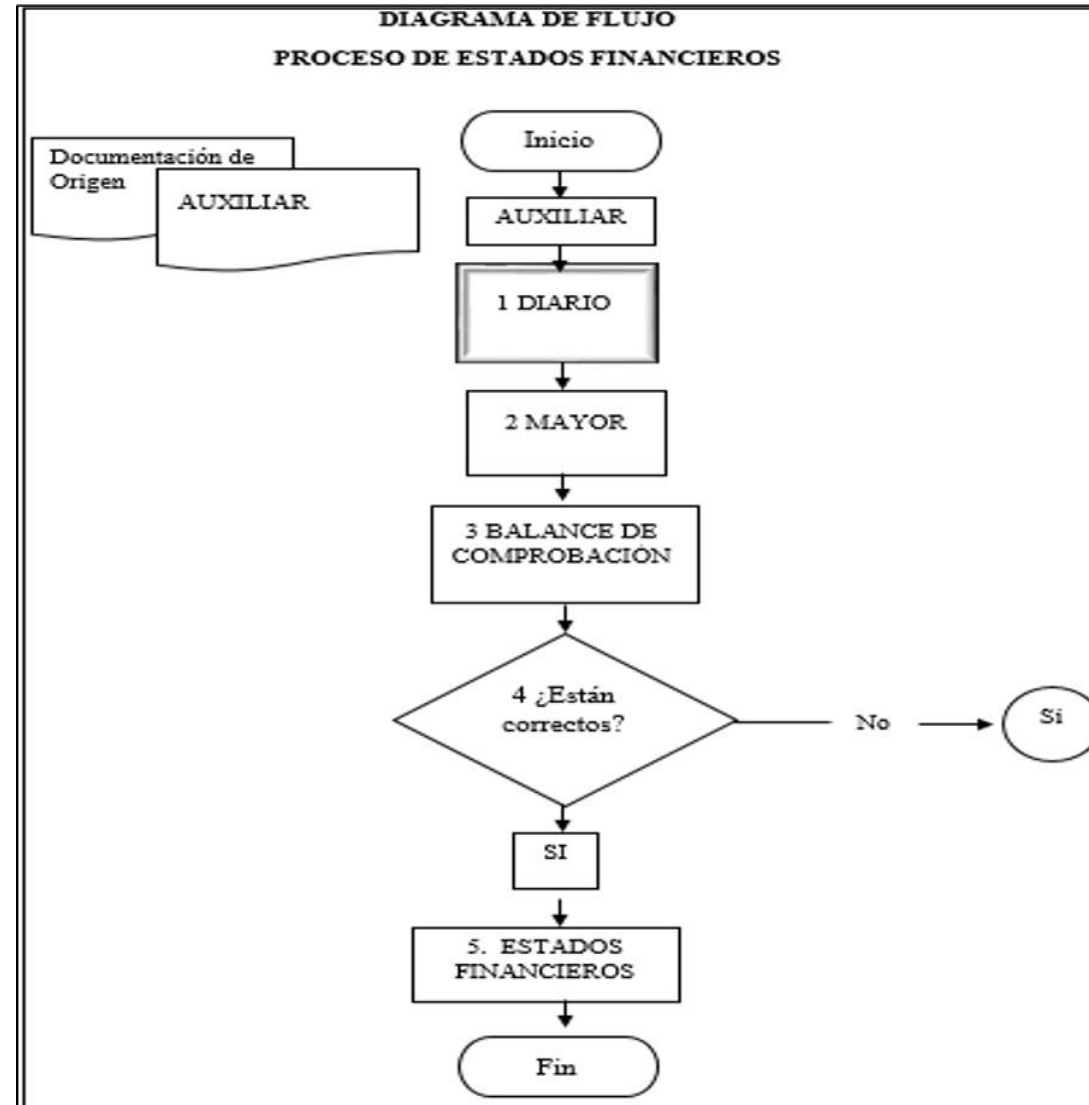 DIAGRAMA DE FLUJO
PROCESO DE ESTADOS FINANCIEROS
Documentación de
Origen
AUXILIAR
Inicio
AUXILIAR
1 DIARIO
2 MAYOR
3 BALANCE DE
COMPROBACIÓN
4 ¿Están
correctos?
No
Si
SI
5. ESTADOS
FINANCIEROS
Fin